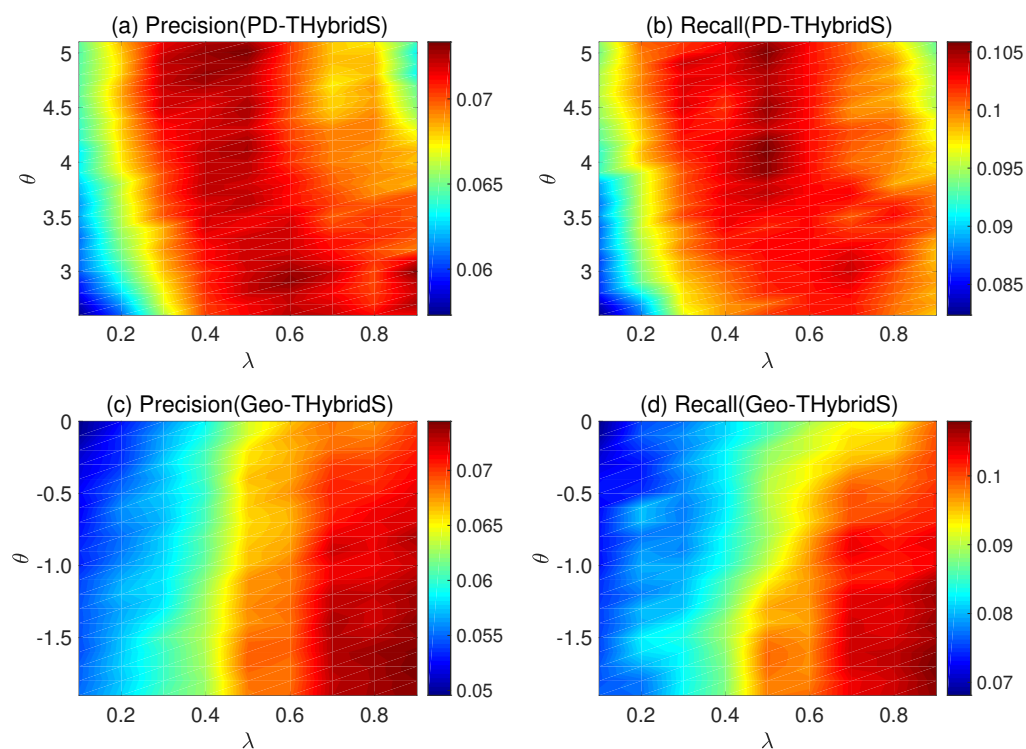 (a) Precision(PD-THybridS)
5
4.5
4
3.5
3
θ
0.2 0.4 0.6 0.8
λ
0.07
0.065
0.06
(b) Recall(PD-THybridS)
5
4.5
4
3.5
3
θ
0.2 0.4 0.6 0.8
λ
0.105
0.1
0.095
0.09
0.085
(c) Precision(Geo-THybridS)
0
-0.5
-1.0
-1.5
θ
0.2 0.4 0.6 0.8
λ
0.07
0.065
0.06
0.055
0.05
(d) Recall(Geo-THybridS)
0
-0.5
-1.0
-1.5
θ
0.2 0.4 0.6 0.8
λ
0.1
0.09
0.08
0.07